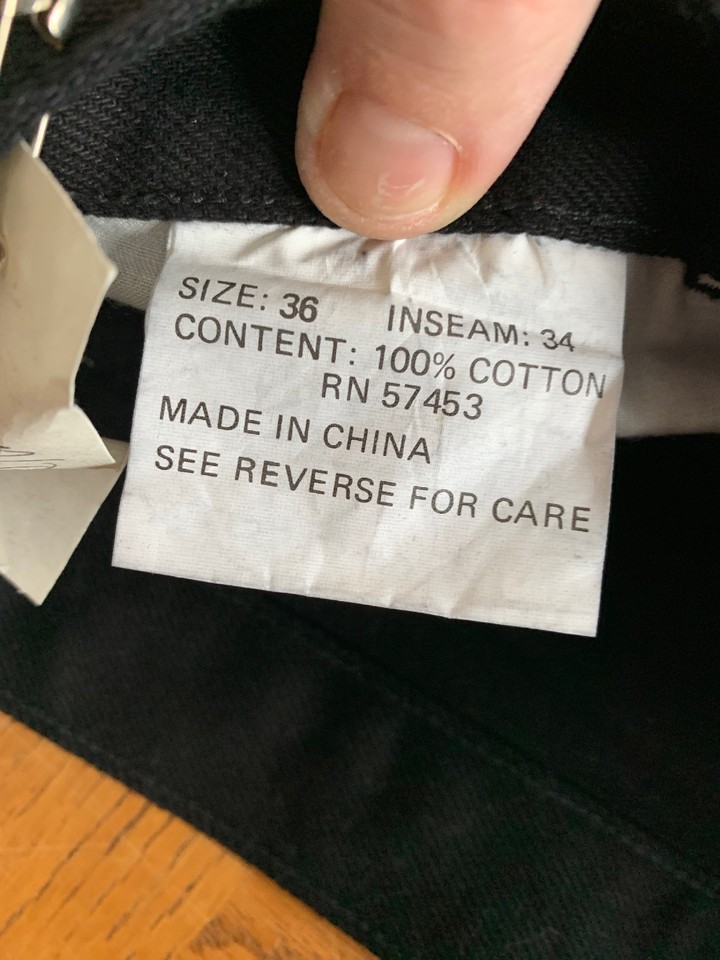 SIZE: 36 INSEAM: 34
CONTENT: 100% COTTON
RN 57453
MADE IN CHINA
SEE REVERSE FOR CARE